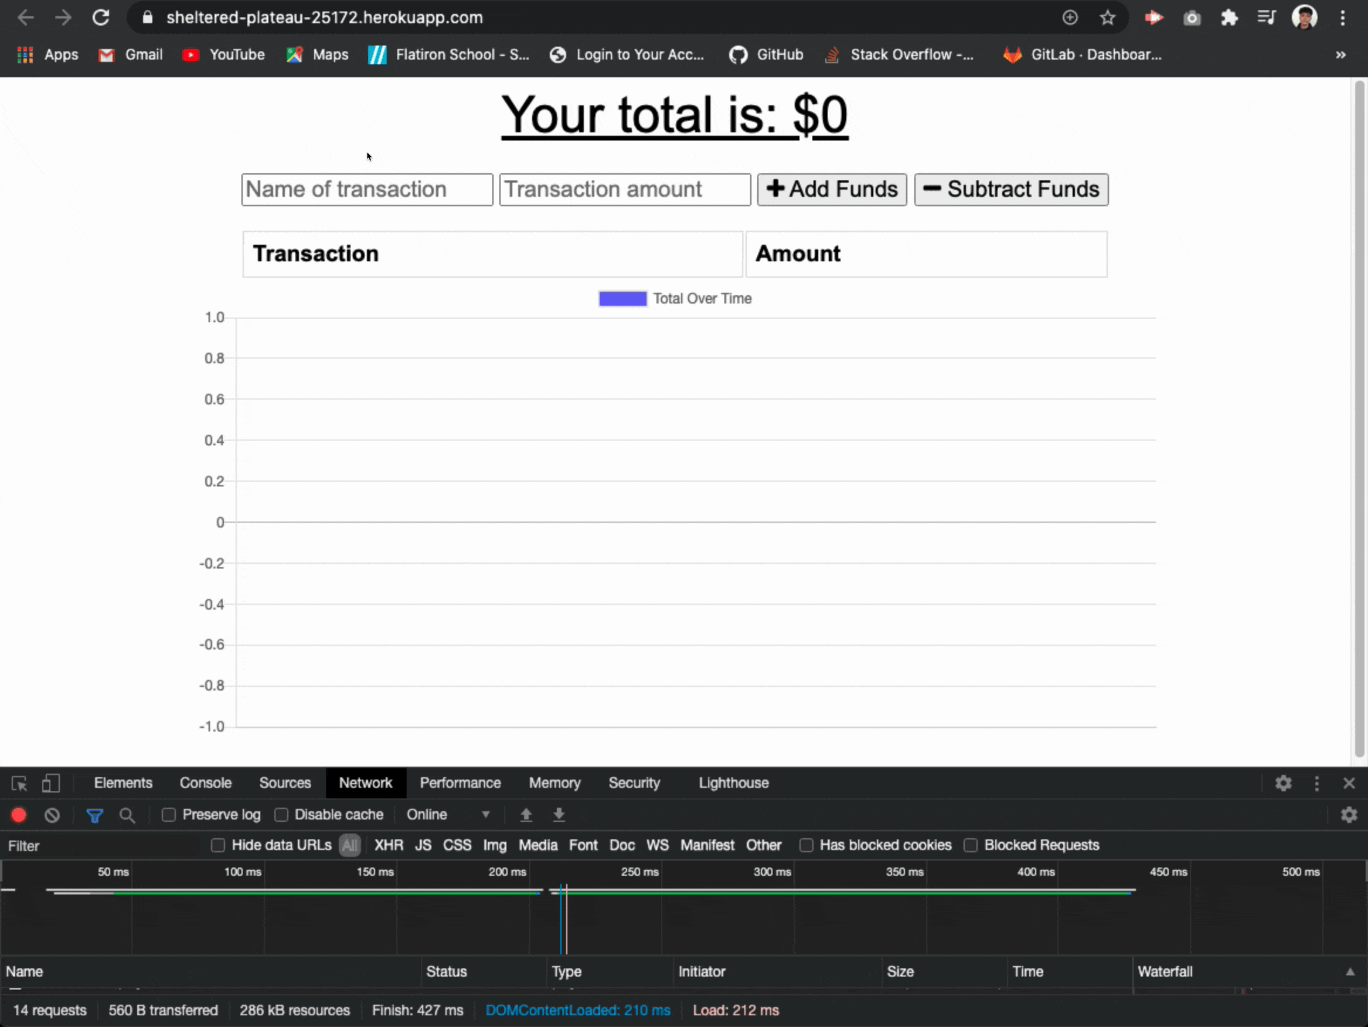 sheltered-plateau-25172.herokuapp.com
Apps Gmail YouTube Maps Flatiron School - S... Login to Your Acc... GitHub Stack Overflow -... GitLab · Dashboar... »
Your total is: $0
Name of transaction Transaction amount Add Funds Subtract Funds
Transaction Amount
Total Over Time
1.0
0.8
0.6
0.4
0.2
0
-0.2
-0.4
-0.6
-0.8
-1.0
Elements Console Sources Network Performance Memory Security Lighthouse
Preserve log Disable cache Online
Filter Hide data URLs All XHR JS CSS Img Media Font Doc WS Manifest Other Has blocked cookies Blocked Requests
50 ms 100 ms 150 ms 200 ms 250 ms 300 ms 350 ms 400 ms 450 ms 500 ms
Name Status Type Initiator Size Time Waterfall
14 requests 560 B transferred 286 kB resources Finish: 427 ms DOMContentLoaded: 210 ms Load: 212 ms